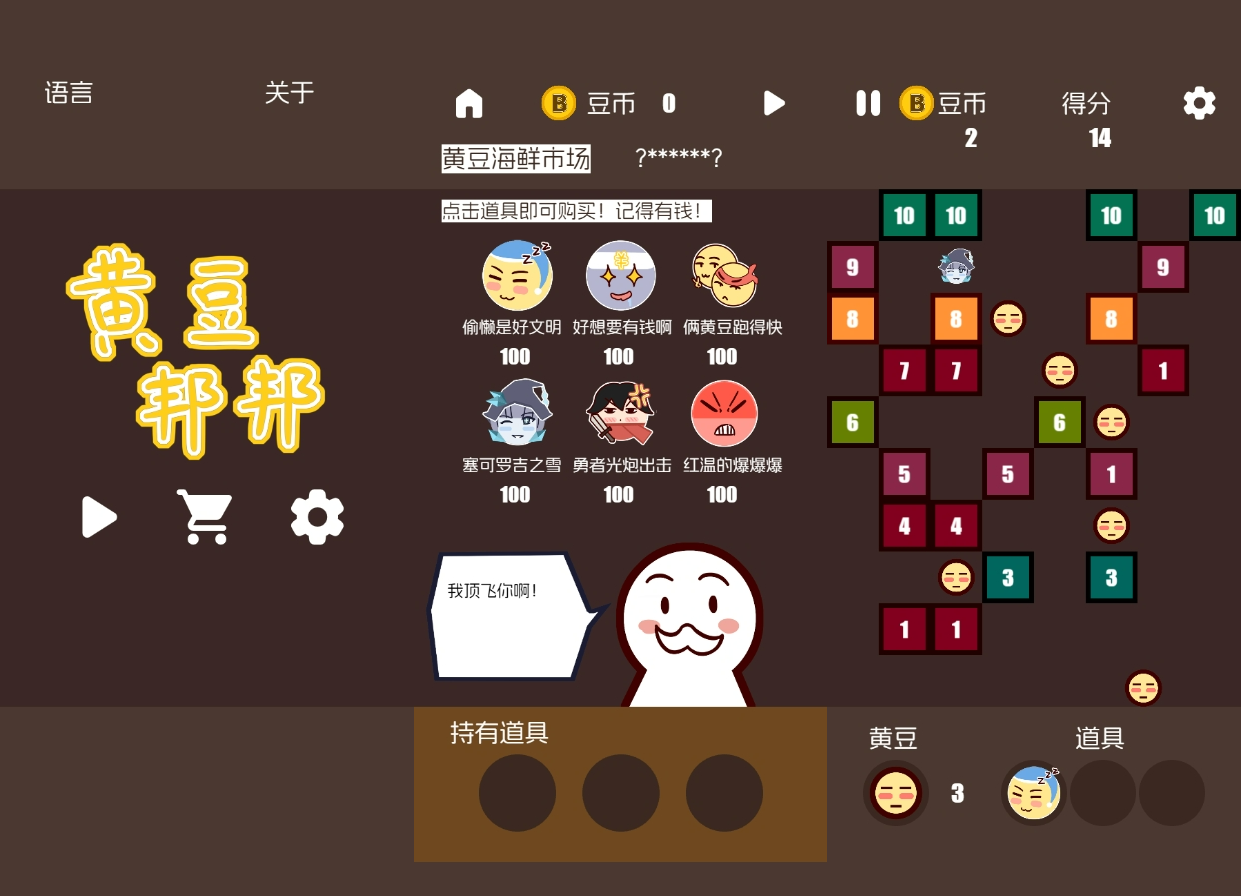 语言
关于
黄豆
邦邦
豆币 0
黄豆海鲜市场
?******?
点击道具即可购买！记得有钱！
偷懒是好文明
好想要有钱啊
俩黄豆跑得快
100
100
100
塞可罗吉之雪
勇者光炮出击
红温的爆爆爆
100
100
100
我顶飞你啊！
持有道具
豆币
2
得分
14
10 10 10 10
9 9
8 8 8
7 7 1
6 6
5 5 1
4 4
3 3
1 1
黄豆
3
道具